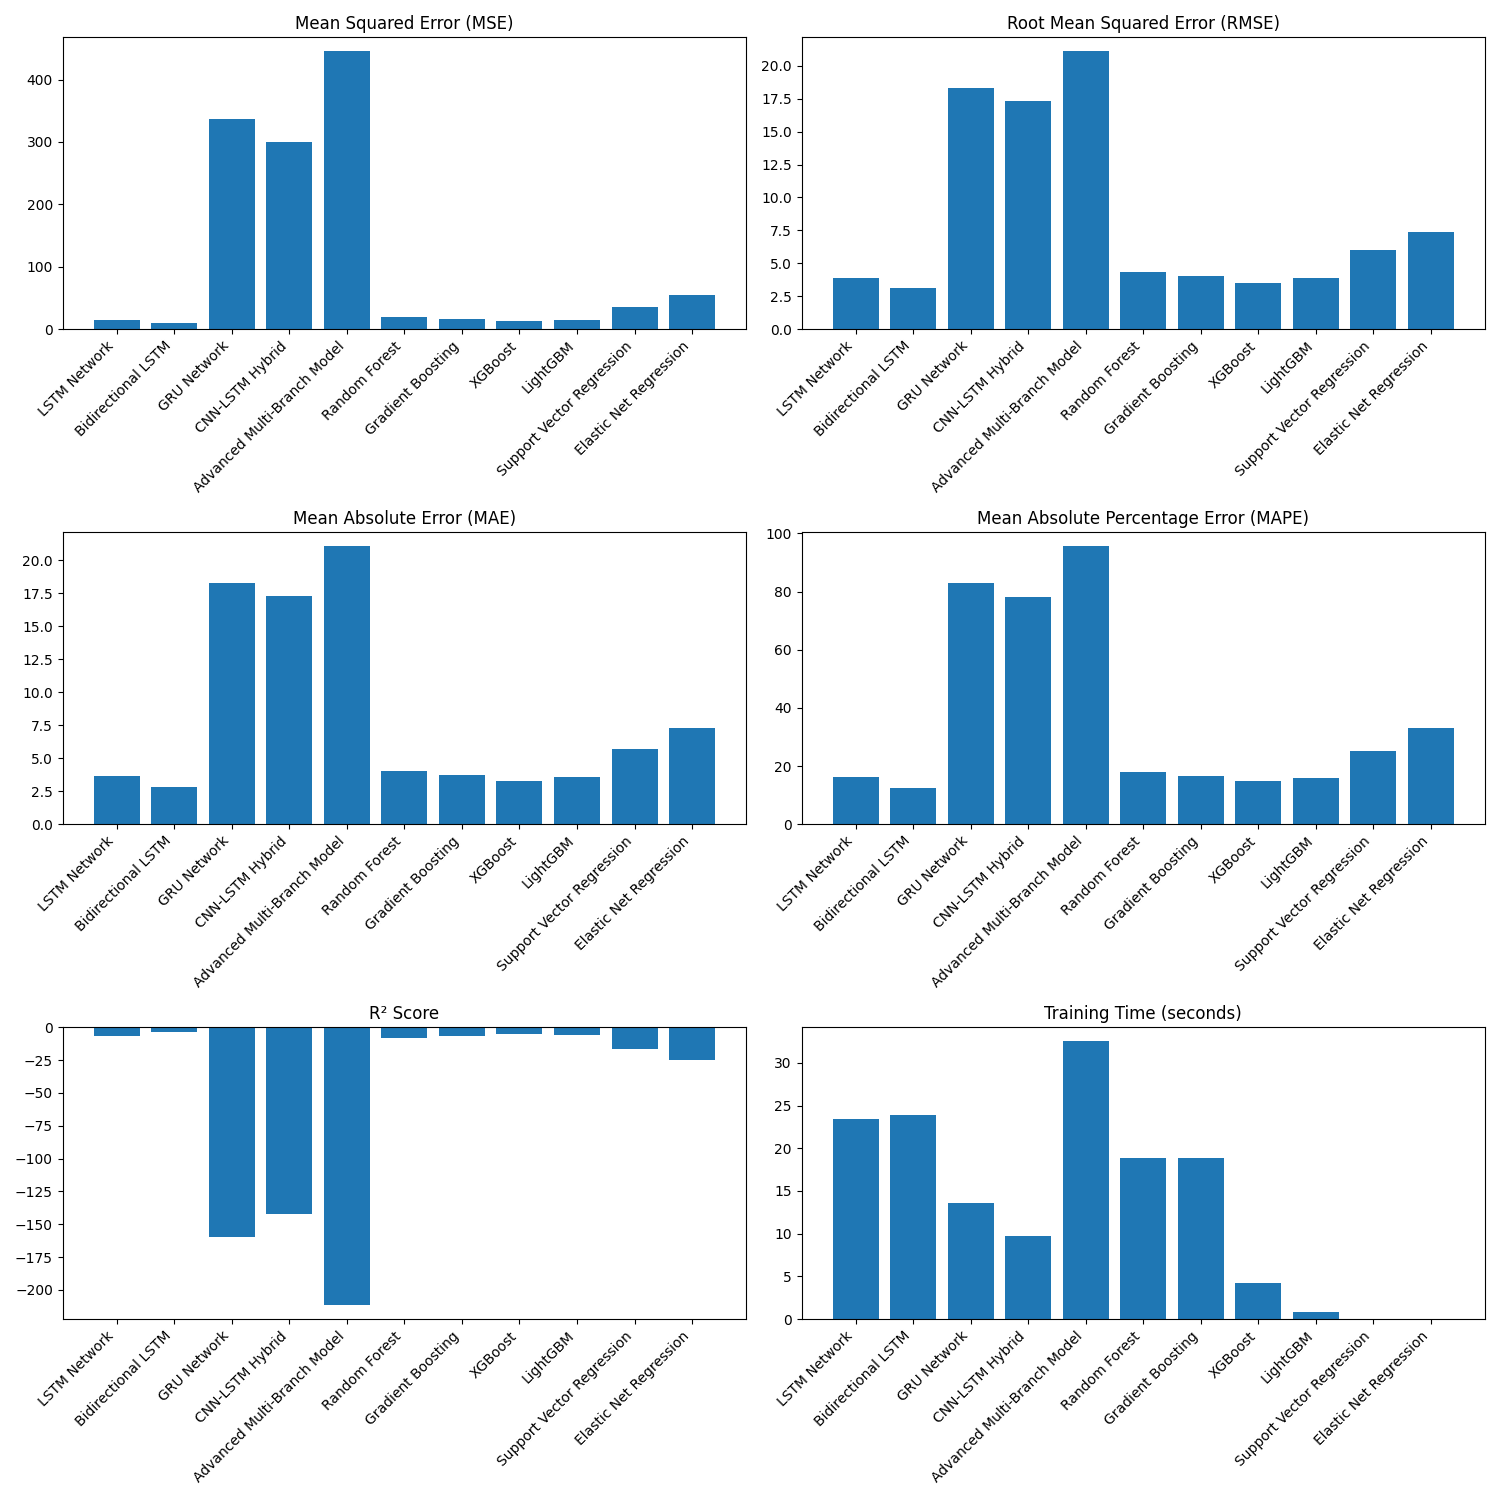 Mean Squared Error (MSE)
400
300
200
100
0
LSTM Network
Bidirectional LSTM
GRU Network
CNN-LSTM Hybrid
Advanced Multi-Branch Model
Random Forest
Gradient Boosting
XGBoost
LightGBM
Support Vector Regression
Elastic Net Regression
Root Mean Squared Error (RMSE)
20.0
17.5
15.0
12.5
10.0
7.5
5.0
2.5
0.0
LSTM Network
Bidirectional LSTM
GRU Network
CNN-LSTM Hybrid
Advanced Multi-Branch Model
Random Forest
Gradient Boosting
XGBoost
LightGBM
Support Vector Regression
Elastic Net Regression
Mean Absolute Error (MAE)
20.0
17.5
15.0
12.5
10.0
7.5
5.0
2.5
0.0
LSTM Network
Bidirectional LSTM
GRU Network
CNN-LSTM Hybrid
Advanced Multi-Branch Model
Random Forest
Gradient Boosting
XGBoost
LightGBM
Support Vector Regression
Elastic Net Regression
Mean Absolute Percentage Error (MAPE)
100
80
60
40
20
0
LSTM Network
Bidirectional LSTM
GRU Network
CNN-LSTM Hybrid
Advanced Multi-Branch Model
Random Forest
Gradient Boosting
XGBoost
LightGBM
Support Vector Regression
Elastic Net Regression
R² Score
0
−25
−50
−75
−100
−125
−150
−175
−200
LSTM Network
Bidirectional LSTM
GRU Network
CNN-LSTM Hybrid
Advanced Multi-Branch Model
Random Forest
Gradient Boosting
XGBoost
LightGBM
Support Vector Regression
Elastic Net Regression
Training Time (seconds)
30
25
20
15
10
5
0
LSTM Network
Bidirectional LSTM
GRU Network
CNN-LSTM Hybrid
Advanced Multi-Branch Model
Random Forest
Gradient Boosting
XGBoost
LightGBM
Support Vector Regression
Elastic Net Regression